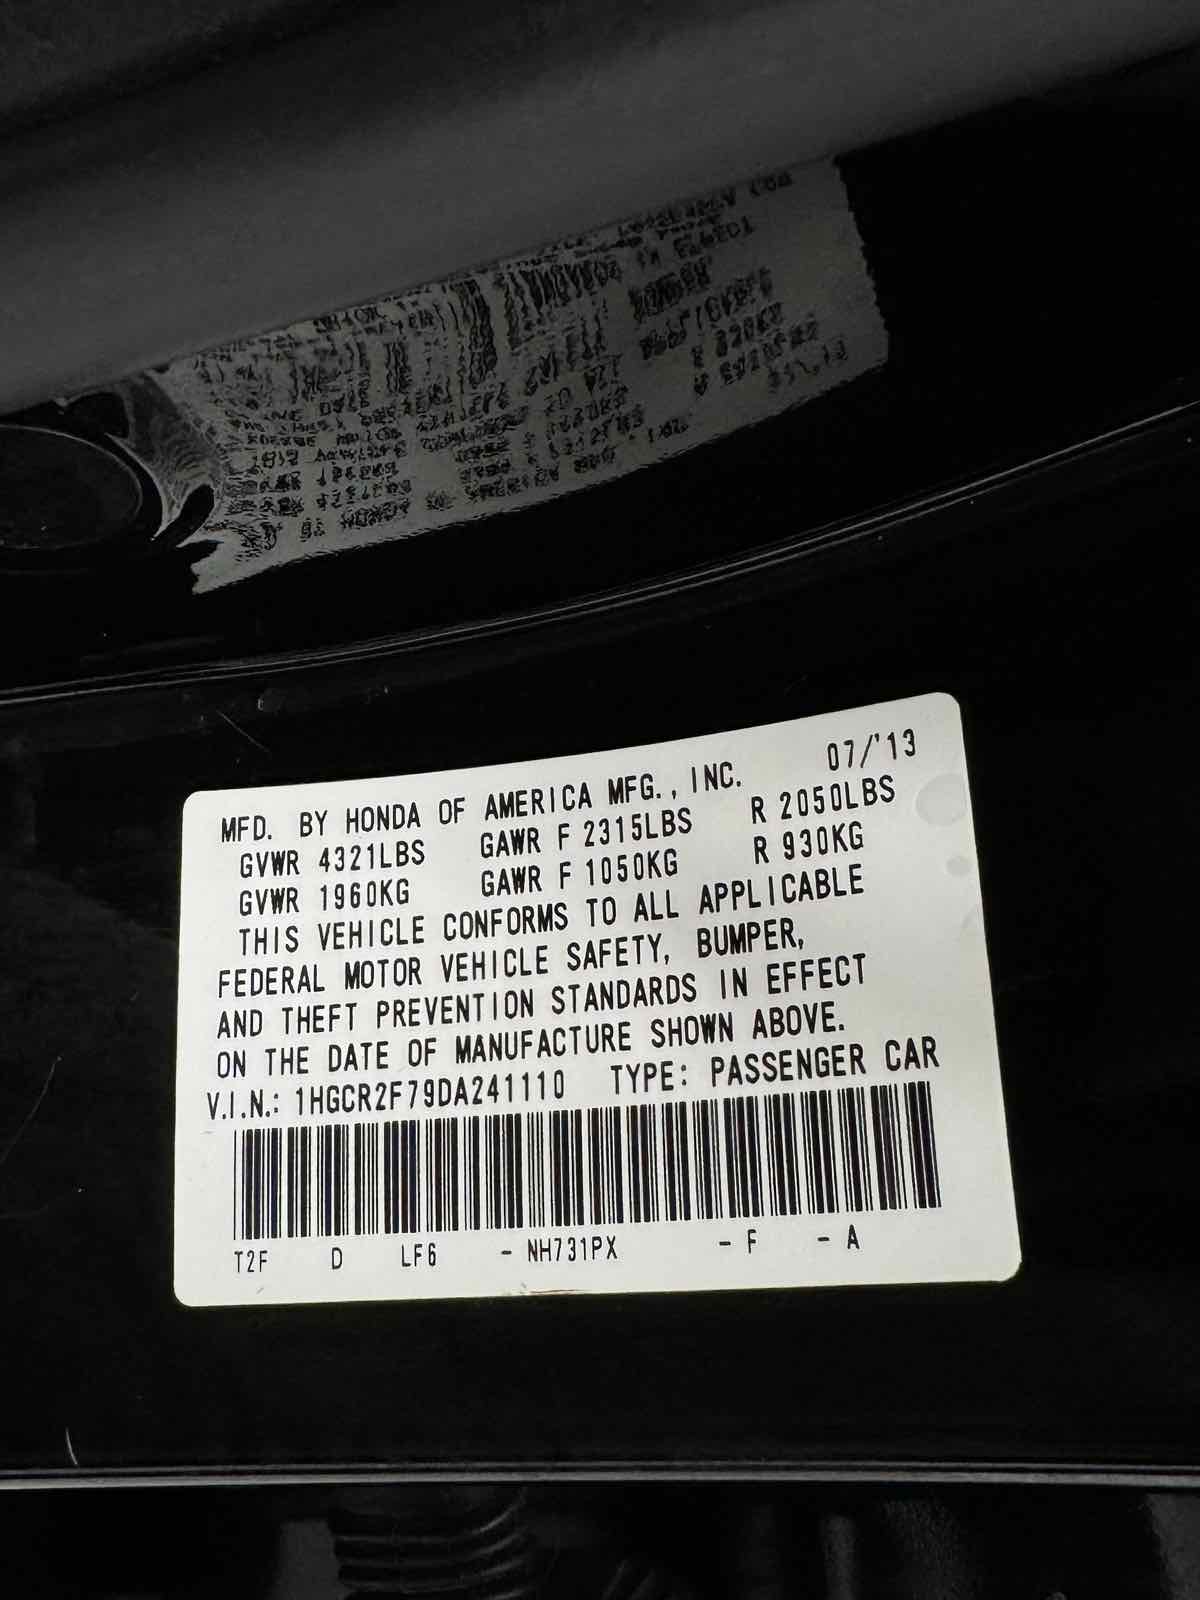 07/'13
MFD. BY HONDA OF AMERICA MFG., INC.
GVWR 4321LBS GAWR F 2315LBS R 2050LBS
GVWR 1960KG GAWR F 1050KG R 930KG
THIS VEHICLE CONFORMS TO ALL APPLICABLE
FEDERAL MOTOR VEHICLE SAFETY, BUMPER,
AND THEFT PREVENTION STANDARDS IN EFFECT
ON THE DATE OF MANUFACTURE SHOWN ABOVE.
V.I.N.: 1HGCR2F79DA241110 TYPE: PASSENGER CAR
T2F D LF6 - NH731PX - F - A